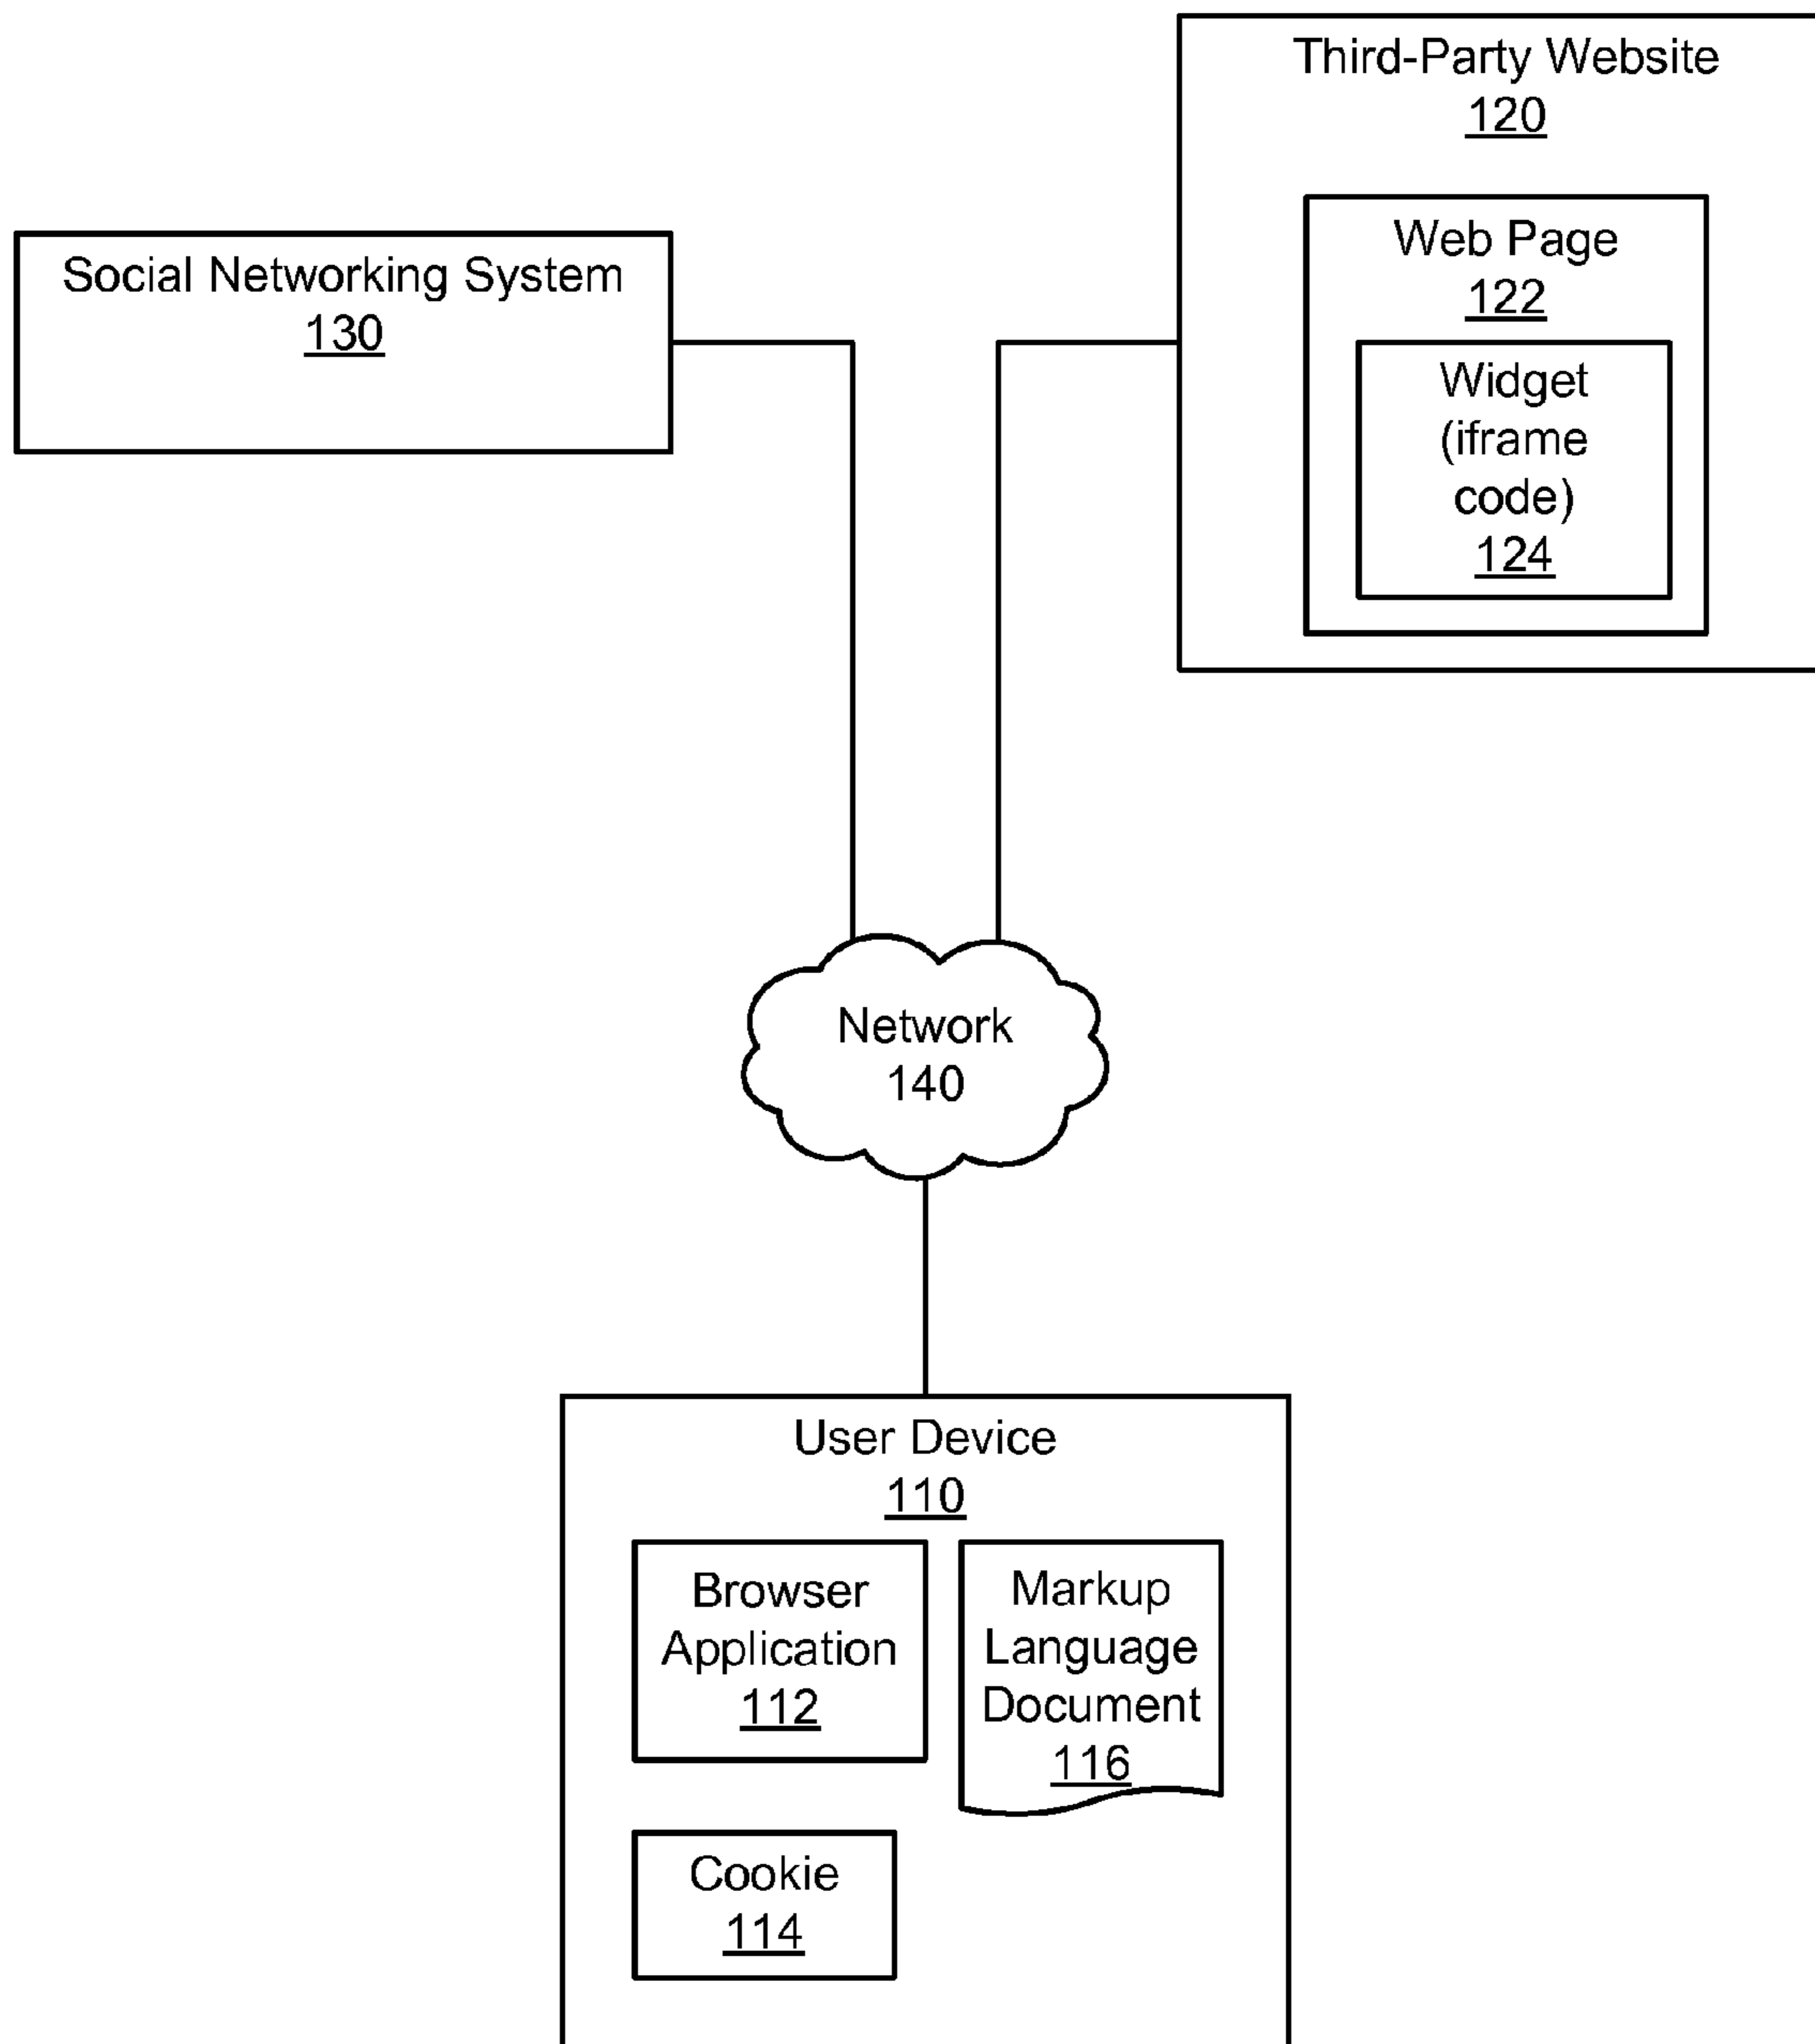 Third-Party Website
120
Social Networking System
130
Web Page
122
Widget
(iframe
code)
124
Network
140
User Device
110
Browser
Application
112
Markup
Language
Document
116
Cookie
114